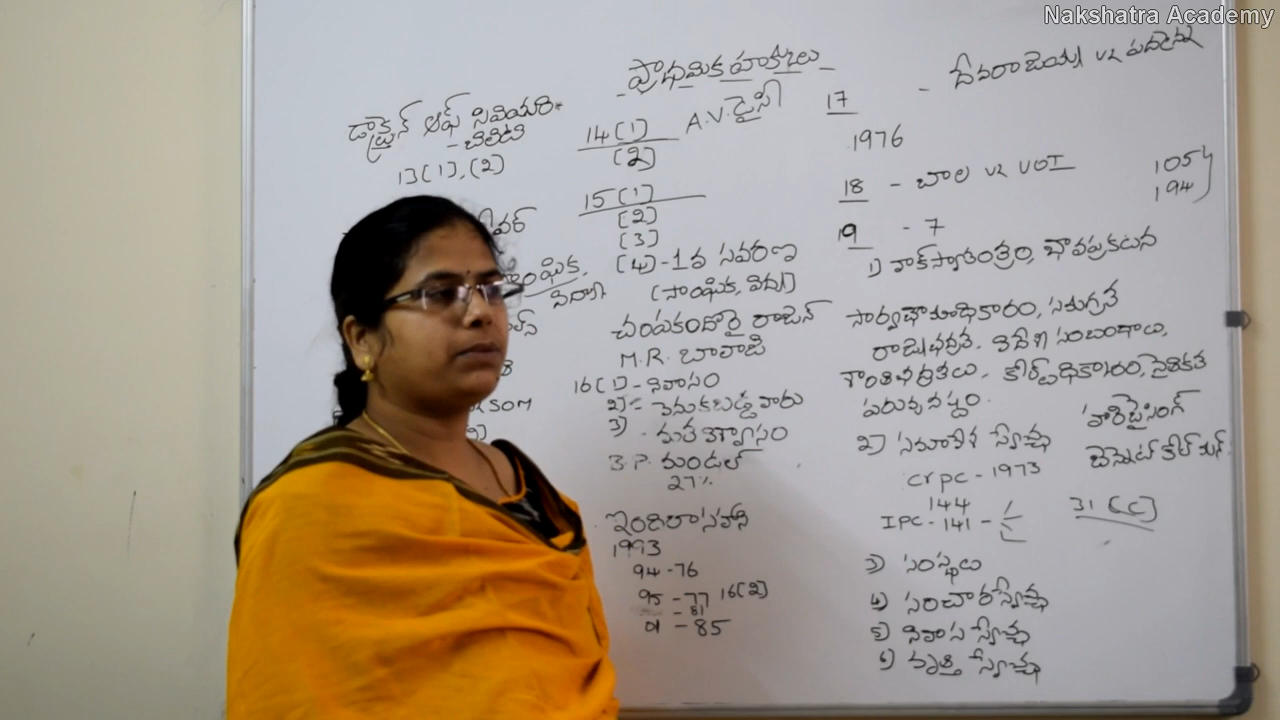 Nakshatra Academy
ప్రాథమిక హక్కులు
డాక్ట్రిన్ ఆఫ్ సివియరి
- బిలిటి
13(1),(2)
14(1) A.V. డైసీ
(2)
15(1)
(2)
(3)
(4) - 1వ సవరణ
(సాంఘిక, విద్యా)
చంపకందొరై రాజన్
M.R. బాలాజి
16(1) - నివాసం
2) - వెనుకబడ్డ వారు
3) - మత విశ్వాసం
B.P. మండల్
27%
ఇందిరా సహాని
1993
94 - 76
95 - 77 16(2)
- 81
01 - 85
17 - దేవరాజయ్య vs
1976
18 - బాల vs UOI 105
194
19 - 7
1) వాక్ స్వాతంత్రం, భావప్రకటన
సార్వభౌమాధికారం, సమగ్రత
రాజ్యభద్రత, విదేశీ సంబంధాలు,
శాంతిభద్రతలు - కోర్టుధికారం, నైతికత
పరువు నష్టం.
2) సమావేశ స్వేచ్ఛ
crpc - 1973
144
IPC - 141 -
బెన్నెట్ కోల్ మన్
31 (C)
3) సంస్థలు
4) సంచార స్వేచ్ఛ
5) నివాస స్వేచ్ఛ
6) వృత్తి స్వేచ్ఛ